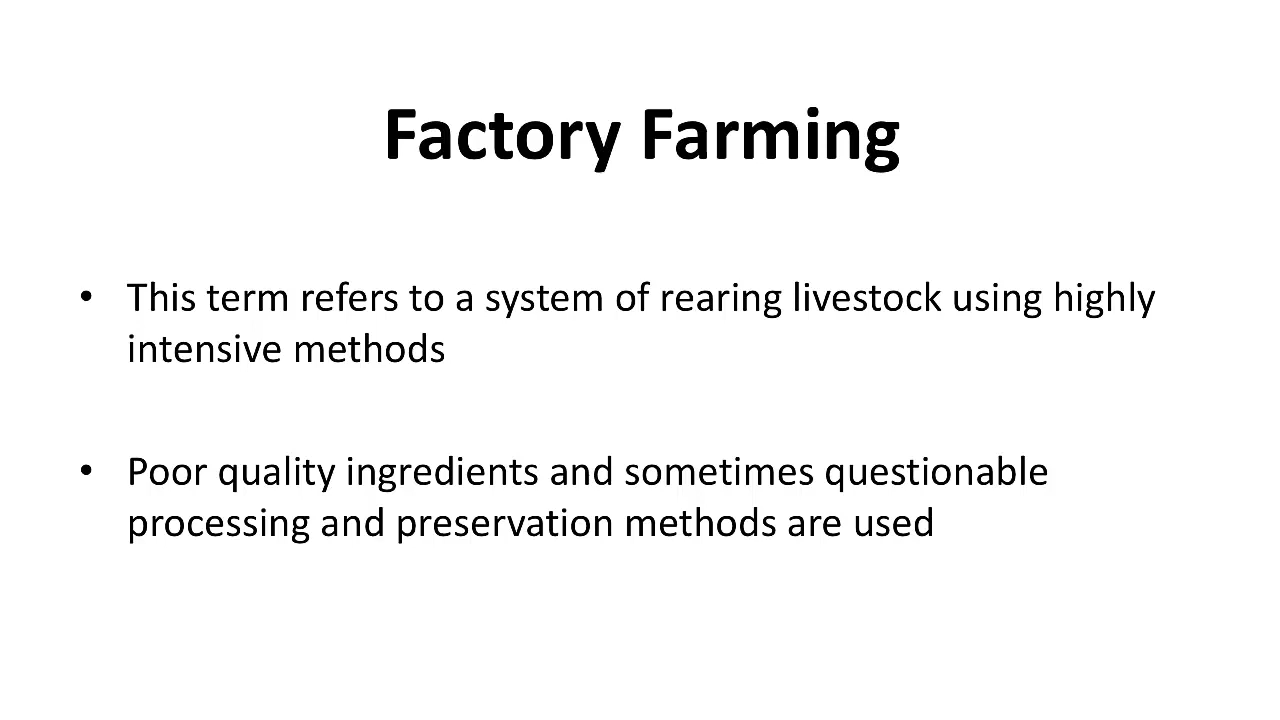 Factory Farming
• This term refers to a system of rearing livestock using highly
intensive methods
• Poor quality ingredients and sometimes questionable
processing and preservation methods are used